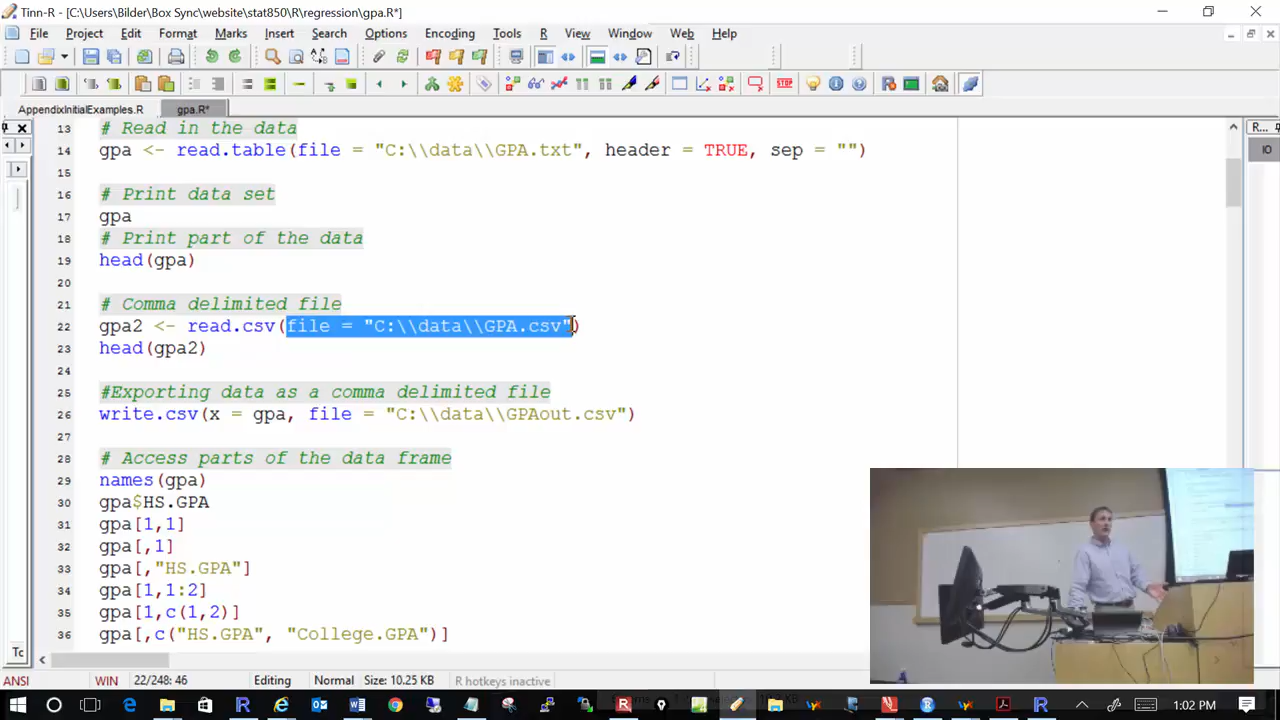 Tinn-R - [C:\Users\Bilder\Box Sync\website\stat850\R\regression\gpa.R*]
File Project Edit Format Marks Insert Search Options Encoding Tools R View Window Web Help
AppendixInitialExamples.R gpa.R*
R...
IO
13 # Read in the data
14 gpa <- read.table(file = "C:\\data\\GPA.txt", header = TRUE, sep = "")
15
16 # Print data set
17 gpa
18 # Print part of the data
19 head(gpa)
20
21 # Comma delimited file
22 gpa2 <- read.csv(file = "C:\\data\\GPA.csv")
23 head(gpa2)
24
25 #Exporting data as a comma delimited file
26 write.csv(x = gpa, file = "C:\\data\\GPAout.csv")
27
28 # Access parts of the data frame
29 names(gpa)
30 gpa$HS.GPA
31 gpa[1,1]
32 gpa[,1]
33 gpa[,"HS.GPA"]
34 gpa[1,1:2]
35 gpa[1,c(1,2)]
36 gpa[,c("HS.GPA", "College.GPA")]
Tc
ANSI WIN 22/248: 46 Editing Normal Size: 10.25 KB R hotkeys inactive
1:02 PM